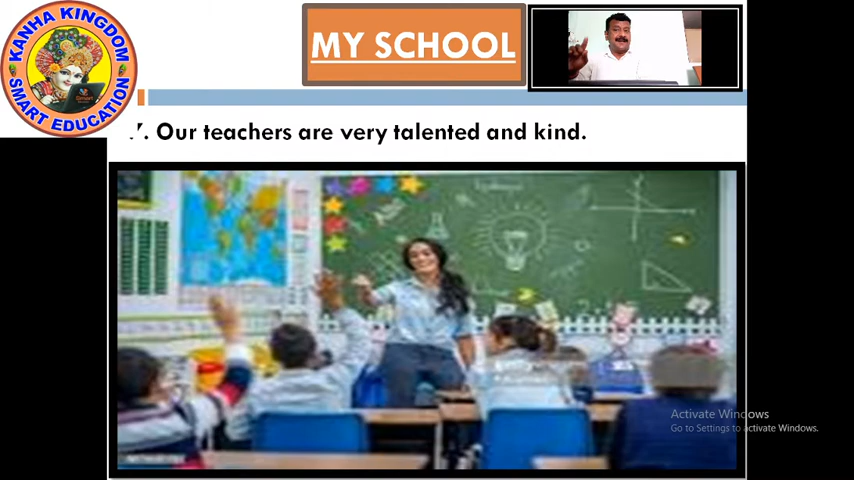 KANHA KINGDOM
SMART EDUCATION
MY SCHOOL
. Our teachers are very talented and kind.
Activate Windows
Go to Settings to activate Windows.